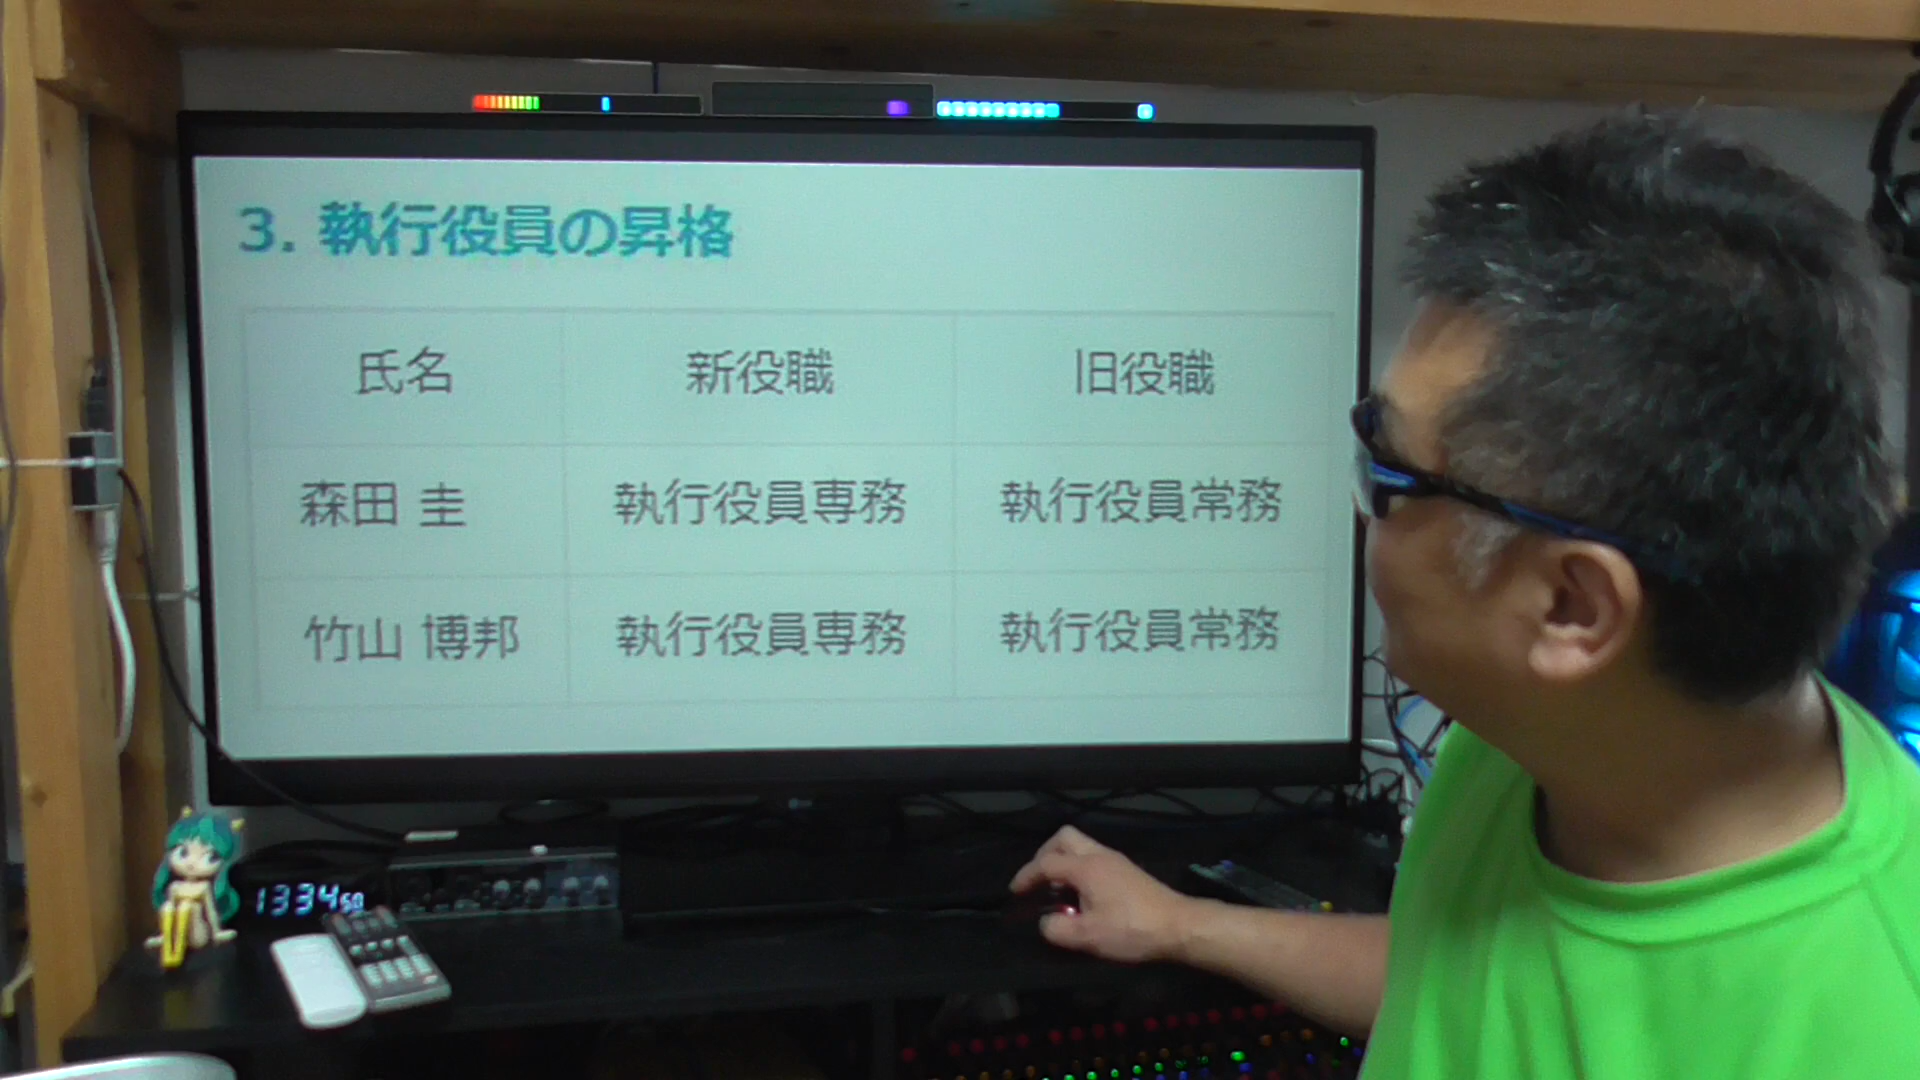 3. 執行役員の昇格
氏名 新役職 旧役職
森田 圭 執行役員専務 執行役員常務
竹山 博邦 執行役員専務 執行役員常務
133450